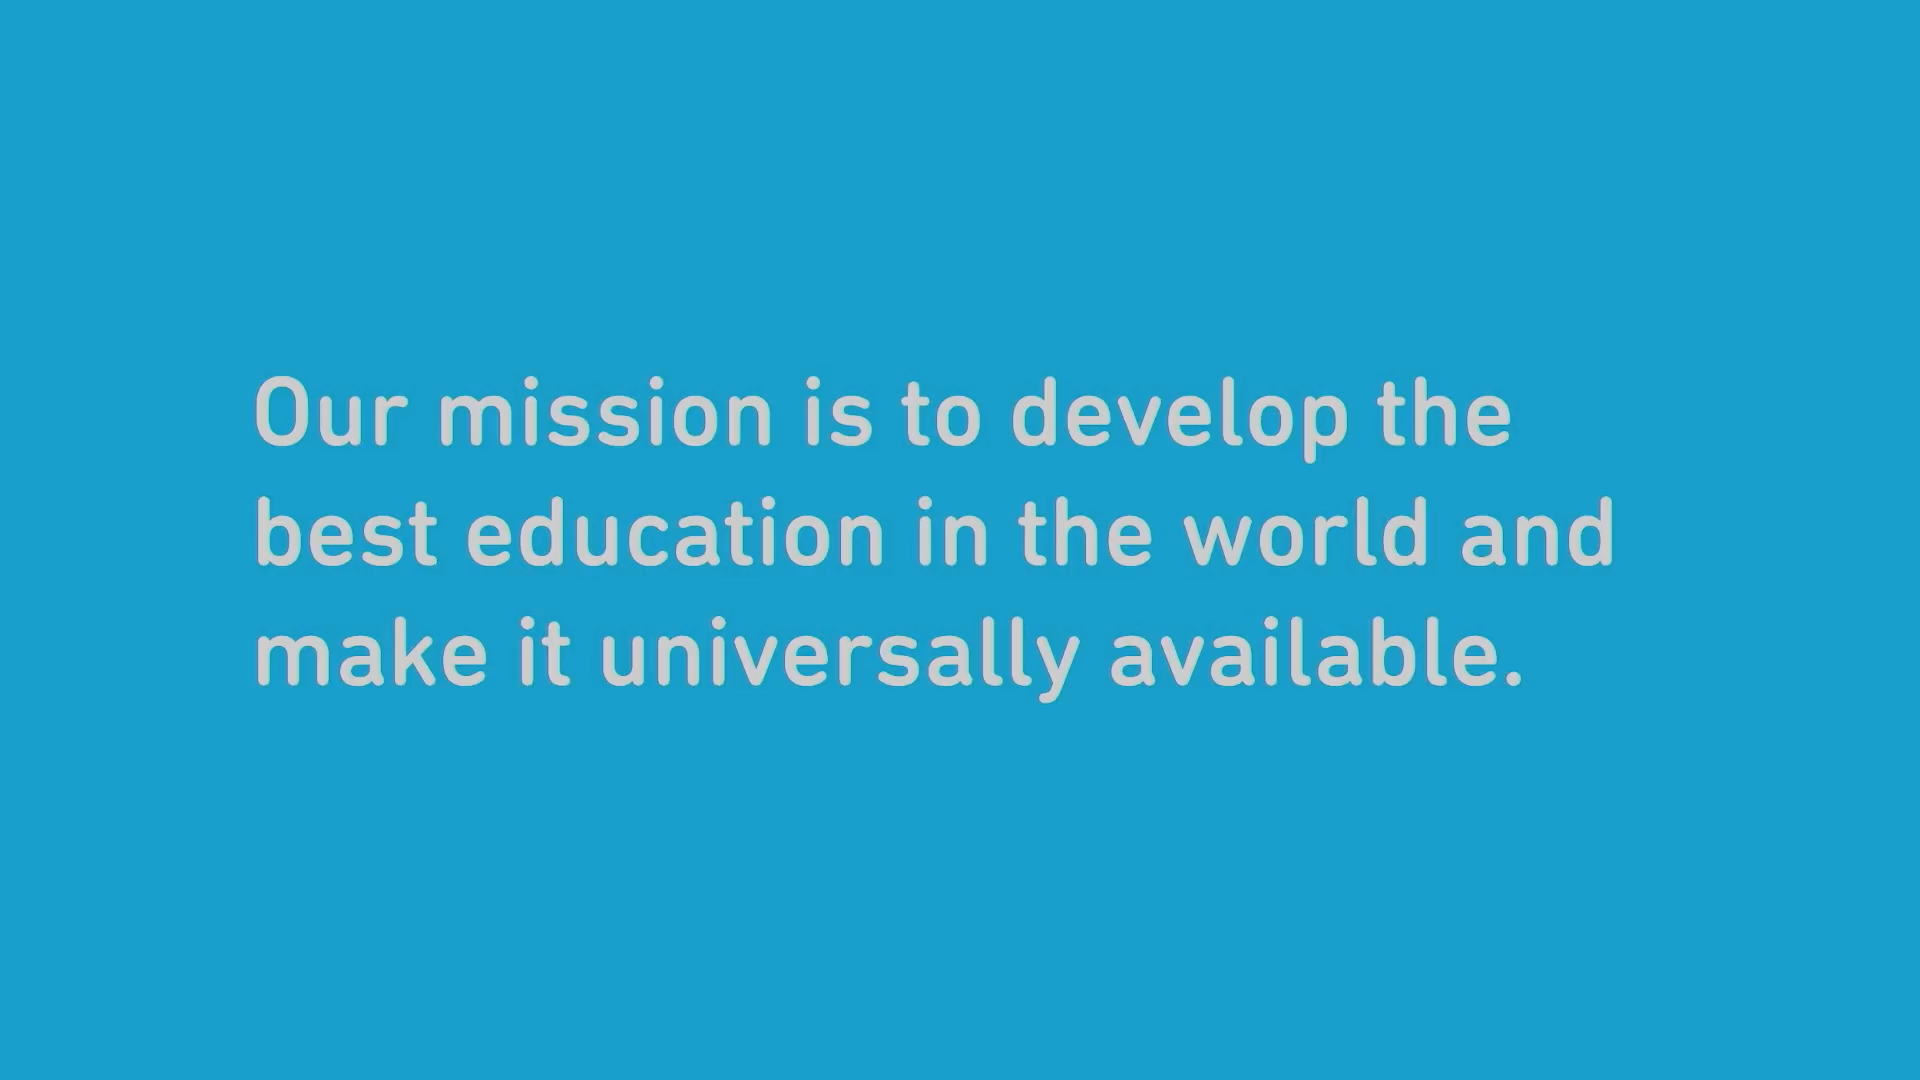 Our mission is to develop the
best education in the world and
make it universally available.